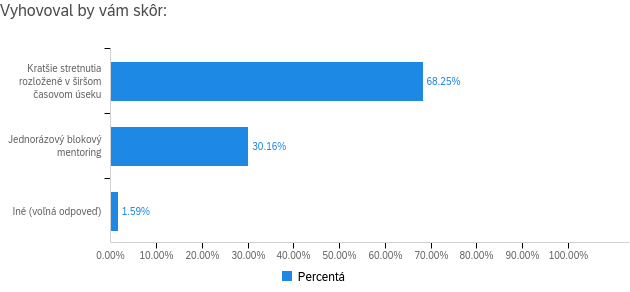 Vyhovoval by vám skôr:
Kratšie stretnutia
rozložené v širšom
časovom úseku
68.25%
Jednorázový blokový
mentoring
30.16%
Iné (voľná odpoveď)
1.59%
0.00% 10.00% 20.00% 30.00% 40.00% 50.00% 60.00% 70.00% 80.00% 90.00% 100.00%
Percentá